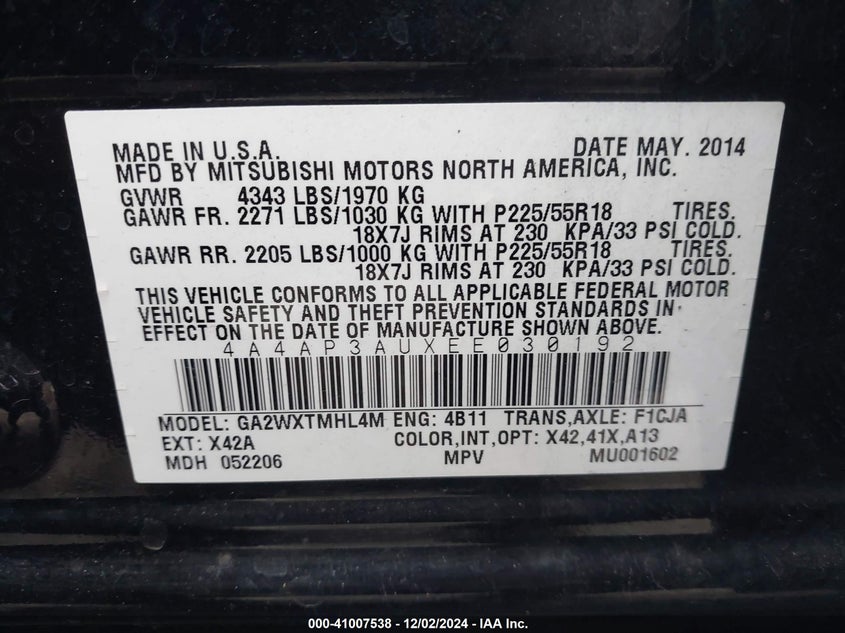 MADE IN U.S.A. DATE MAY. 2014
MFD BY MITSUBISHI MOTORS NORTH AMERICA, INC.
GVWR 4343 LBS/1970 KG
GAWR FR. 2271 LBS/1030 KG WITH P225/55R18 TIRES.
18X7J RIMS AT 230 KPA/33 PSI COLD.
GAWR RR. 2205 LBS/1000 KG WITH P225/55R18 TIRES.
18X7J RIMS AT 230 KPA/33 PSI COLD.
THIS VEHICLE CONFORMS TO ALL APPLICABLE FEDERAL MOTOR
VEHICLE SAFETY AND THEFT PREVENTION STANDARDS IN
EFFECT ON THE DATE OF MANUFACTURE SHOWN ABOVE.
4A4AP3AUXEE030192
MODEL: GA2WXTMHL4M ENG: 4B11 TRANS,AXLE: F1CJA
EXT: X42A COLOR,INT,OPT: X42,41X,A13
MDH 052206 MPV MU001602
000-41007538 - 12/02/2024 - IAA Inc.